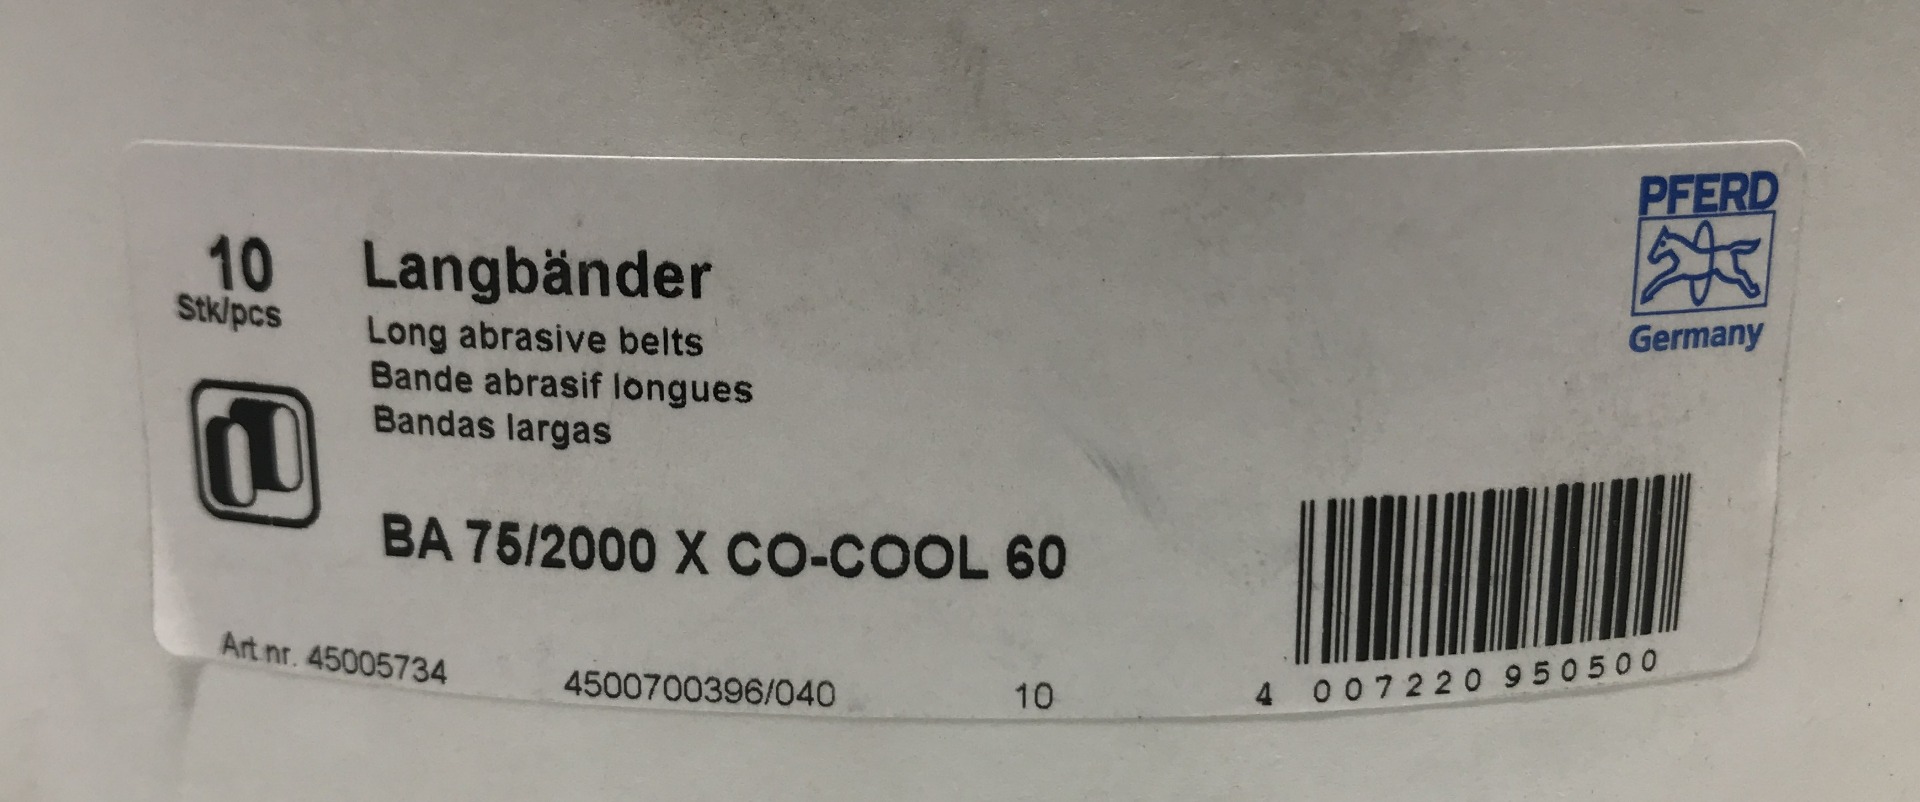 PFERD
Germany
10
Stk/pcs
Langbänder
Long abrasive belts
Bande abrasif longues
Bandas largas
BA 75/2000 X CO-COOL 60
Art.nr. 45005734
4500700396/040
10
4 007220 950500